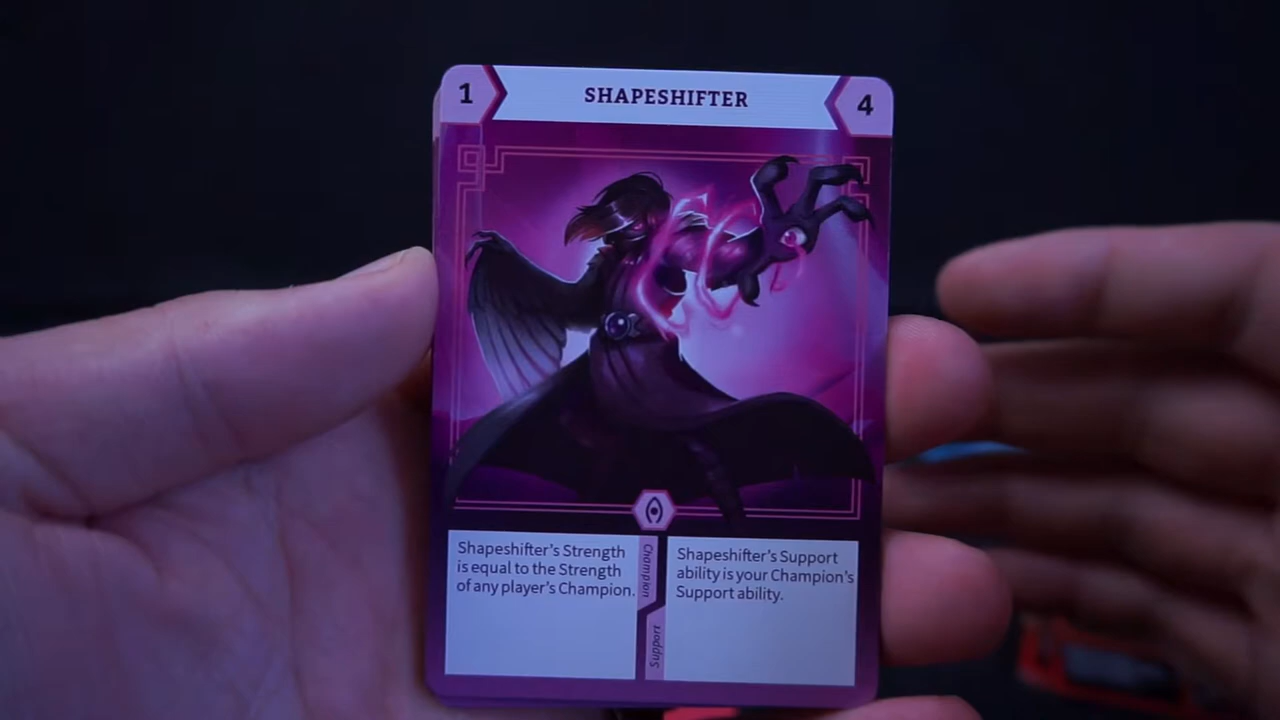 1
SHAPESHIFTER
4
Shapeshifter's Strength
is equal to the Strength
of any player's Champion.
Champion
Support
Shapeshifter's Support
ability is your Champion's
Support ability.